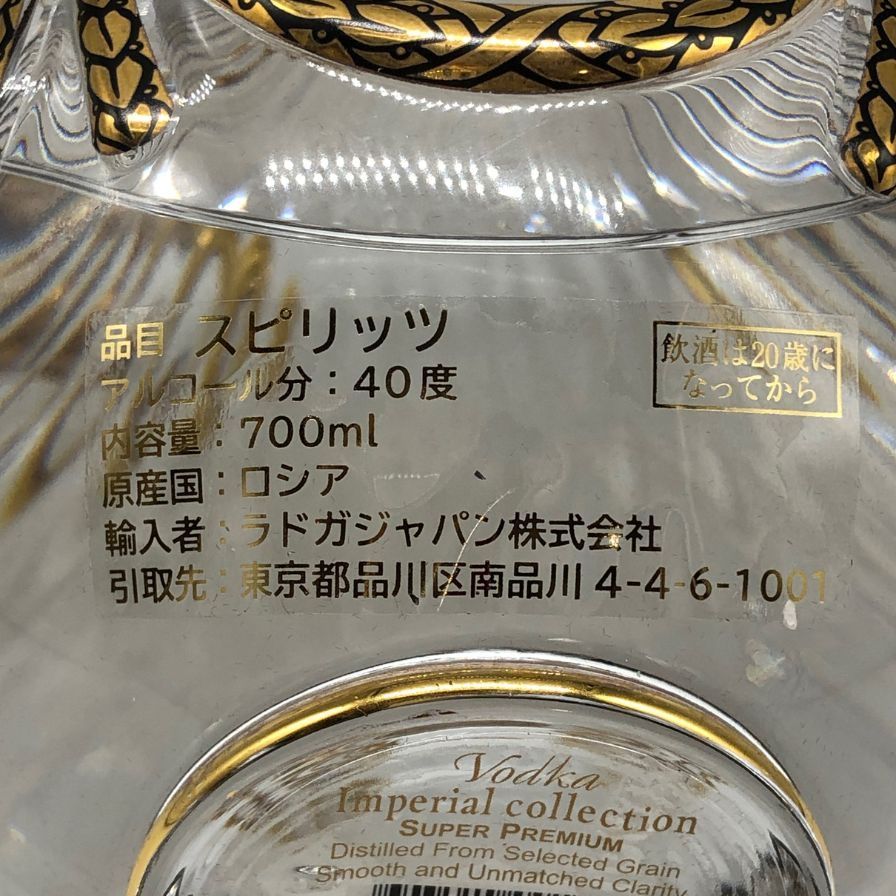 品目 スピリッツ
アルコール分：40度
内容量：700ml
原産国：ロシア
輸入者：ラドガジャパン株式会社
引取先：東京都品川区南品川 4-4-6-1001
飲酒は20歳に
なってから
Vodka
Imperial collection
SUPER PREMIUM
Distilled From Selected Grain
Smooth and Unmatched Clarity